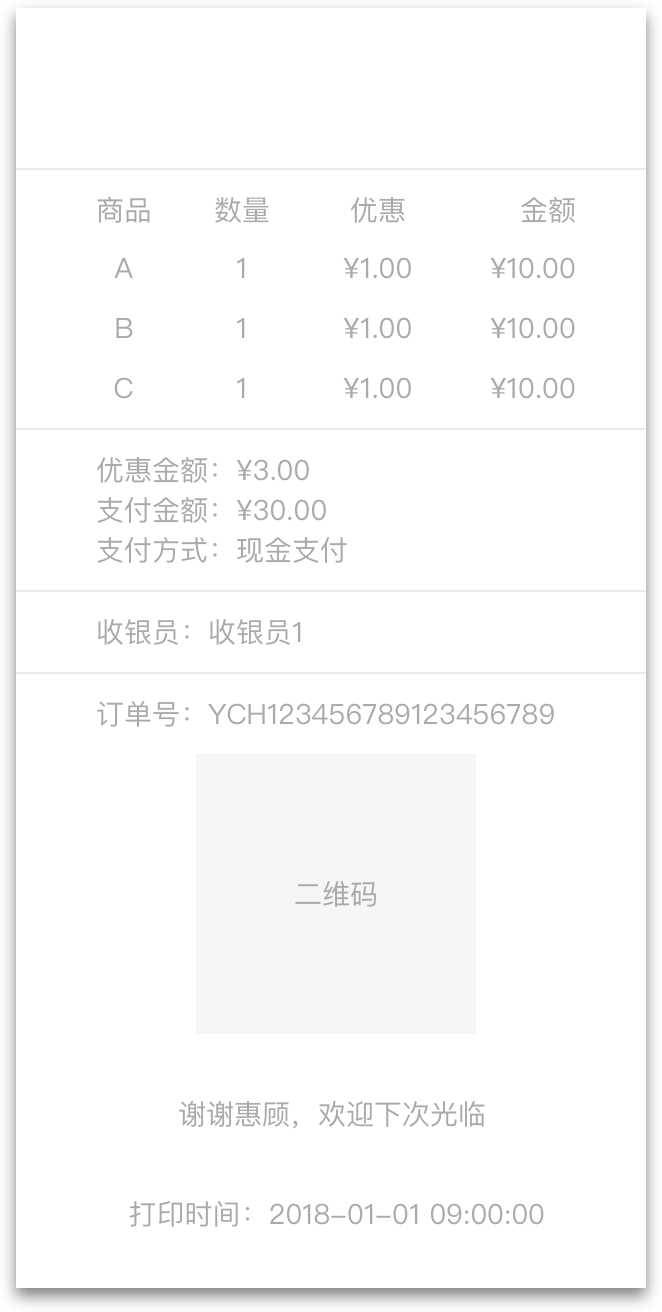 商品 数量 优惠 金额
A 1 ¥1.00 ¥10.00
B 1 ¥1.00 ¥10.00
C 1 ¥1.00 ¥10.00
优惠金额：¥3.00
支付金额：¥30.00
支付方式：现金支付
收银员：收银员1
订单号：YCH123456789123456789
二维码
谢谢惠顾，欢迎下次光临
打印时间：2018-01-01 09:00:00